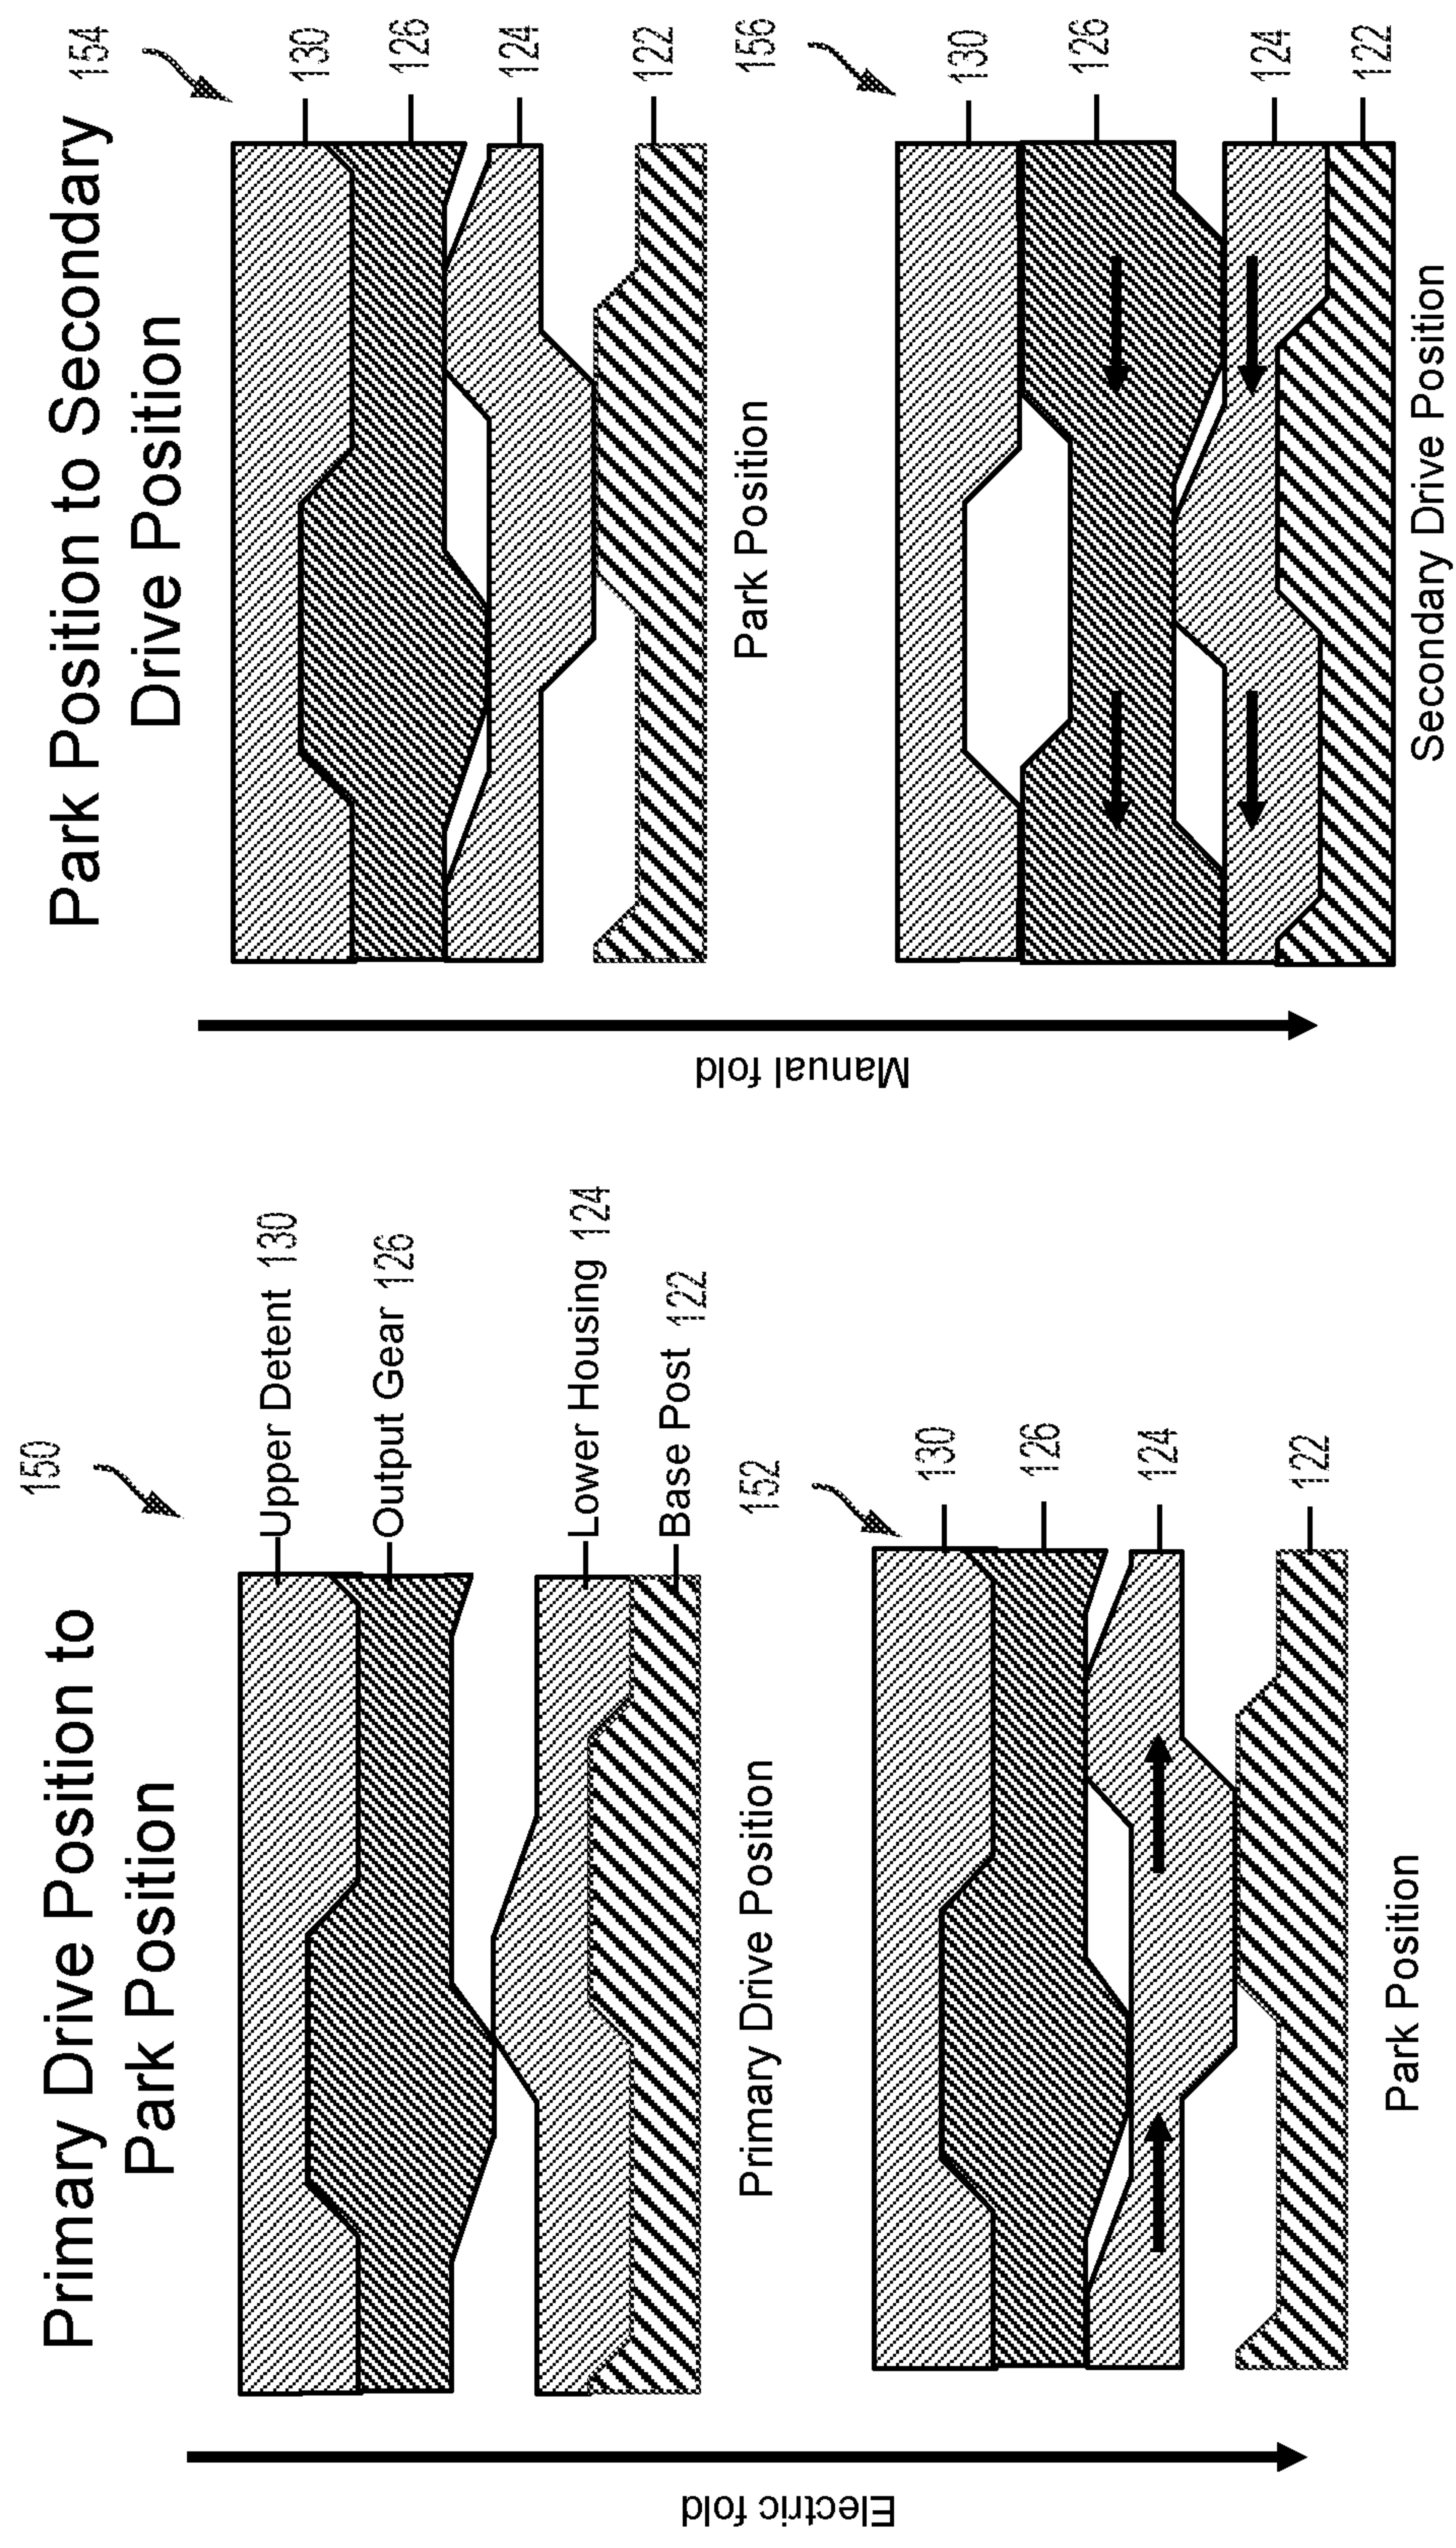 Primary Drive Position to
Park Position
150
Upper Detent 130
Output Gear 126
Lower Housing 124
Base Post 122
Primary Drive Position
152
130
126
124
122
Park Position
Electric fold
Park Position to Secondary
Drive Position
154
130
126
124
122
Park Position
156
130
126
124
122
Secondary Drive Position
Manual fold